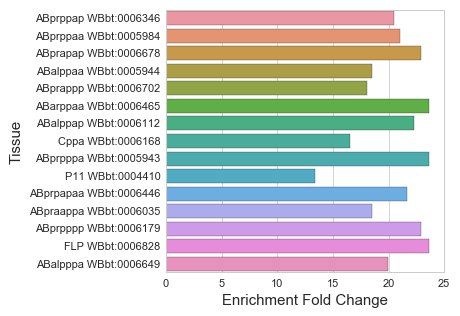 ABprppap WBbt:0006346
ABprppaa WBbt:0005984
ABprapap WBbt:0006678
ABalppaa WBbt:0005944
ABprappp WBbt:0006702
ABarppaa WBbt:0006465
ABalppap WBbt:0006112
Cppa WBbt:0006168
ABprpppa WBbt:0005943
P11 WBbt:0004410
ABprpapaa WBbt:0006446
ABpraappa WBbt:0006035
ABprpppp WBbt:0006179
FLP WBbt:0006828
ABalpppa WBbt:0006649
Tissue
0 5 10 15 20 25
Enrichment Fold Change